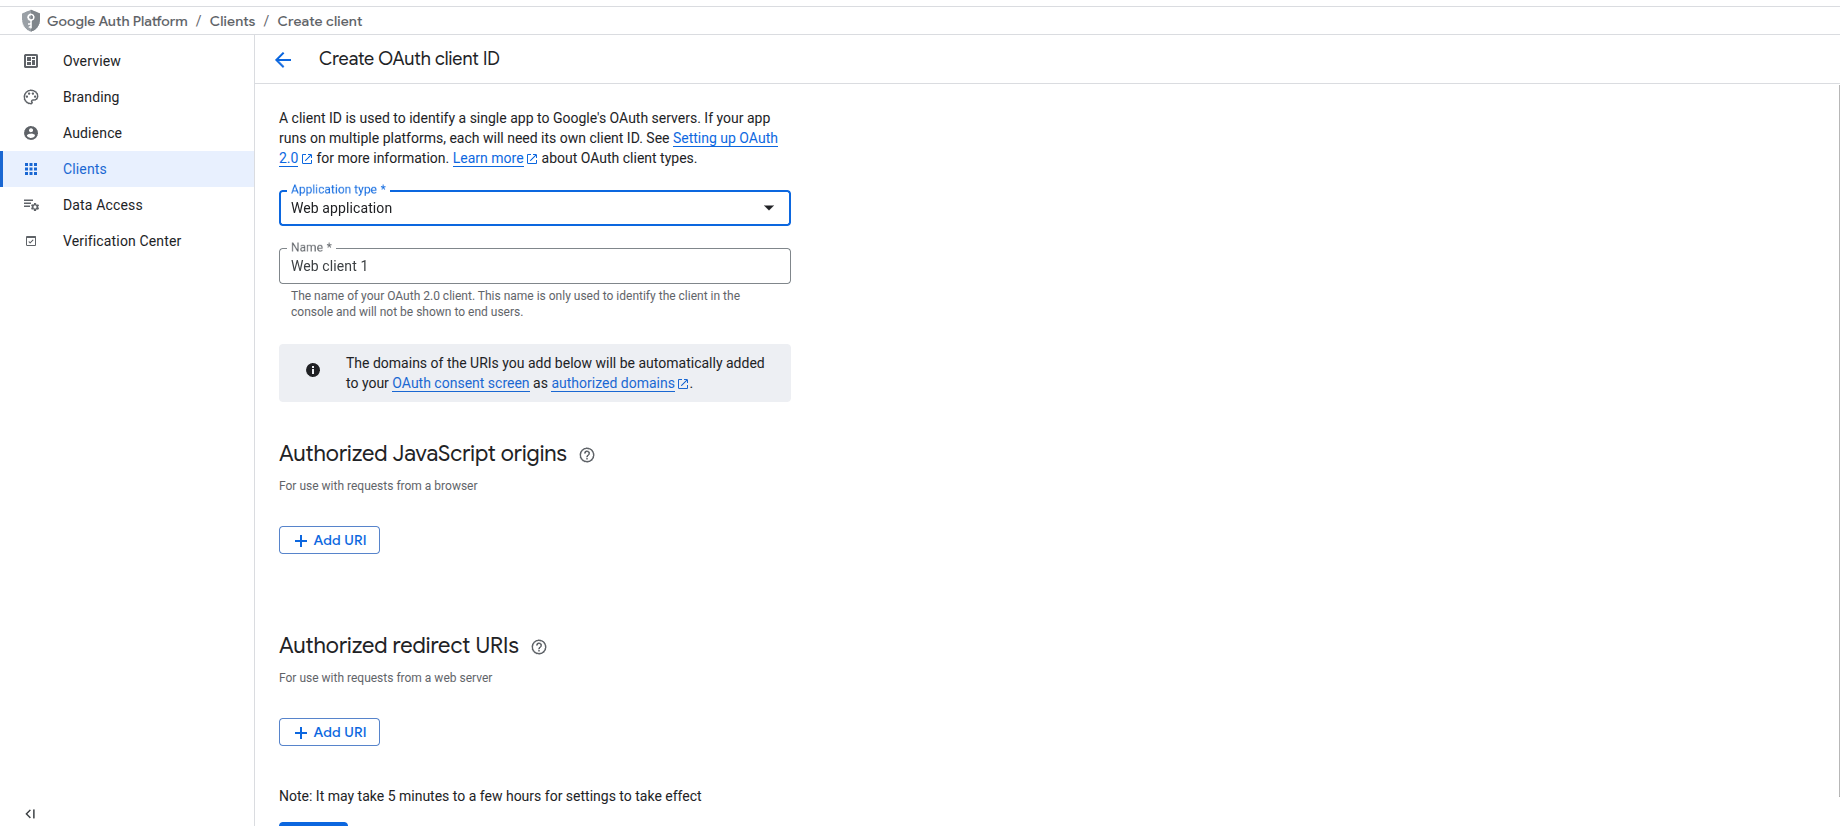 Google Auth Platform / Clients / Create client
Overview
Branding
Audience
Clients
Data Access
Verification Center
Create OAuth client ID
A client ID is used to identify a single app to Google's OAuth servers. If your app
runs on multiple platforms, each will need its own client ID. See Setting up OAuth
2.0 for more information. Learn more about OAuth client types.
Application type *
Web application
Name *
Web client 1
The name of your OAuth 2.0 client. This name is only used to identify the client in the
console and will not be shown to end users.
The domains of the URIs you add below will be automatically added
to your OAuth consent screen as authorized domains.
Authorized JavaScript origins
For use with requests from a browser
+ Add URI
Authorized redirect URIs
For use with requests from a web server
+ Add URI
Note: It may take 5 minutes to a few hours for settings to take effect